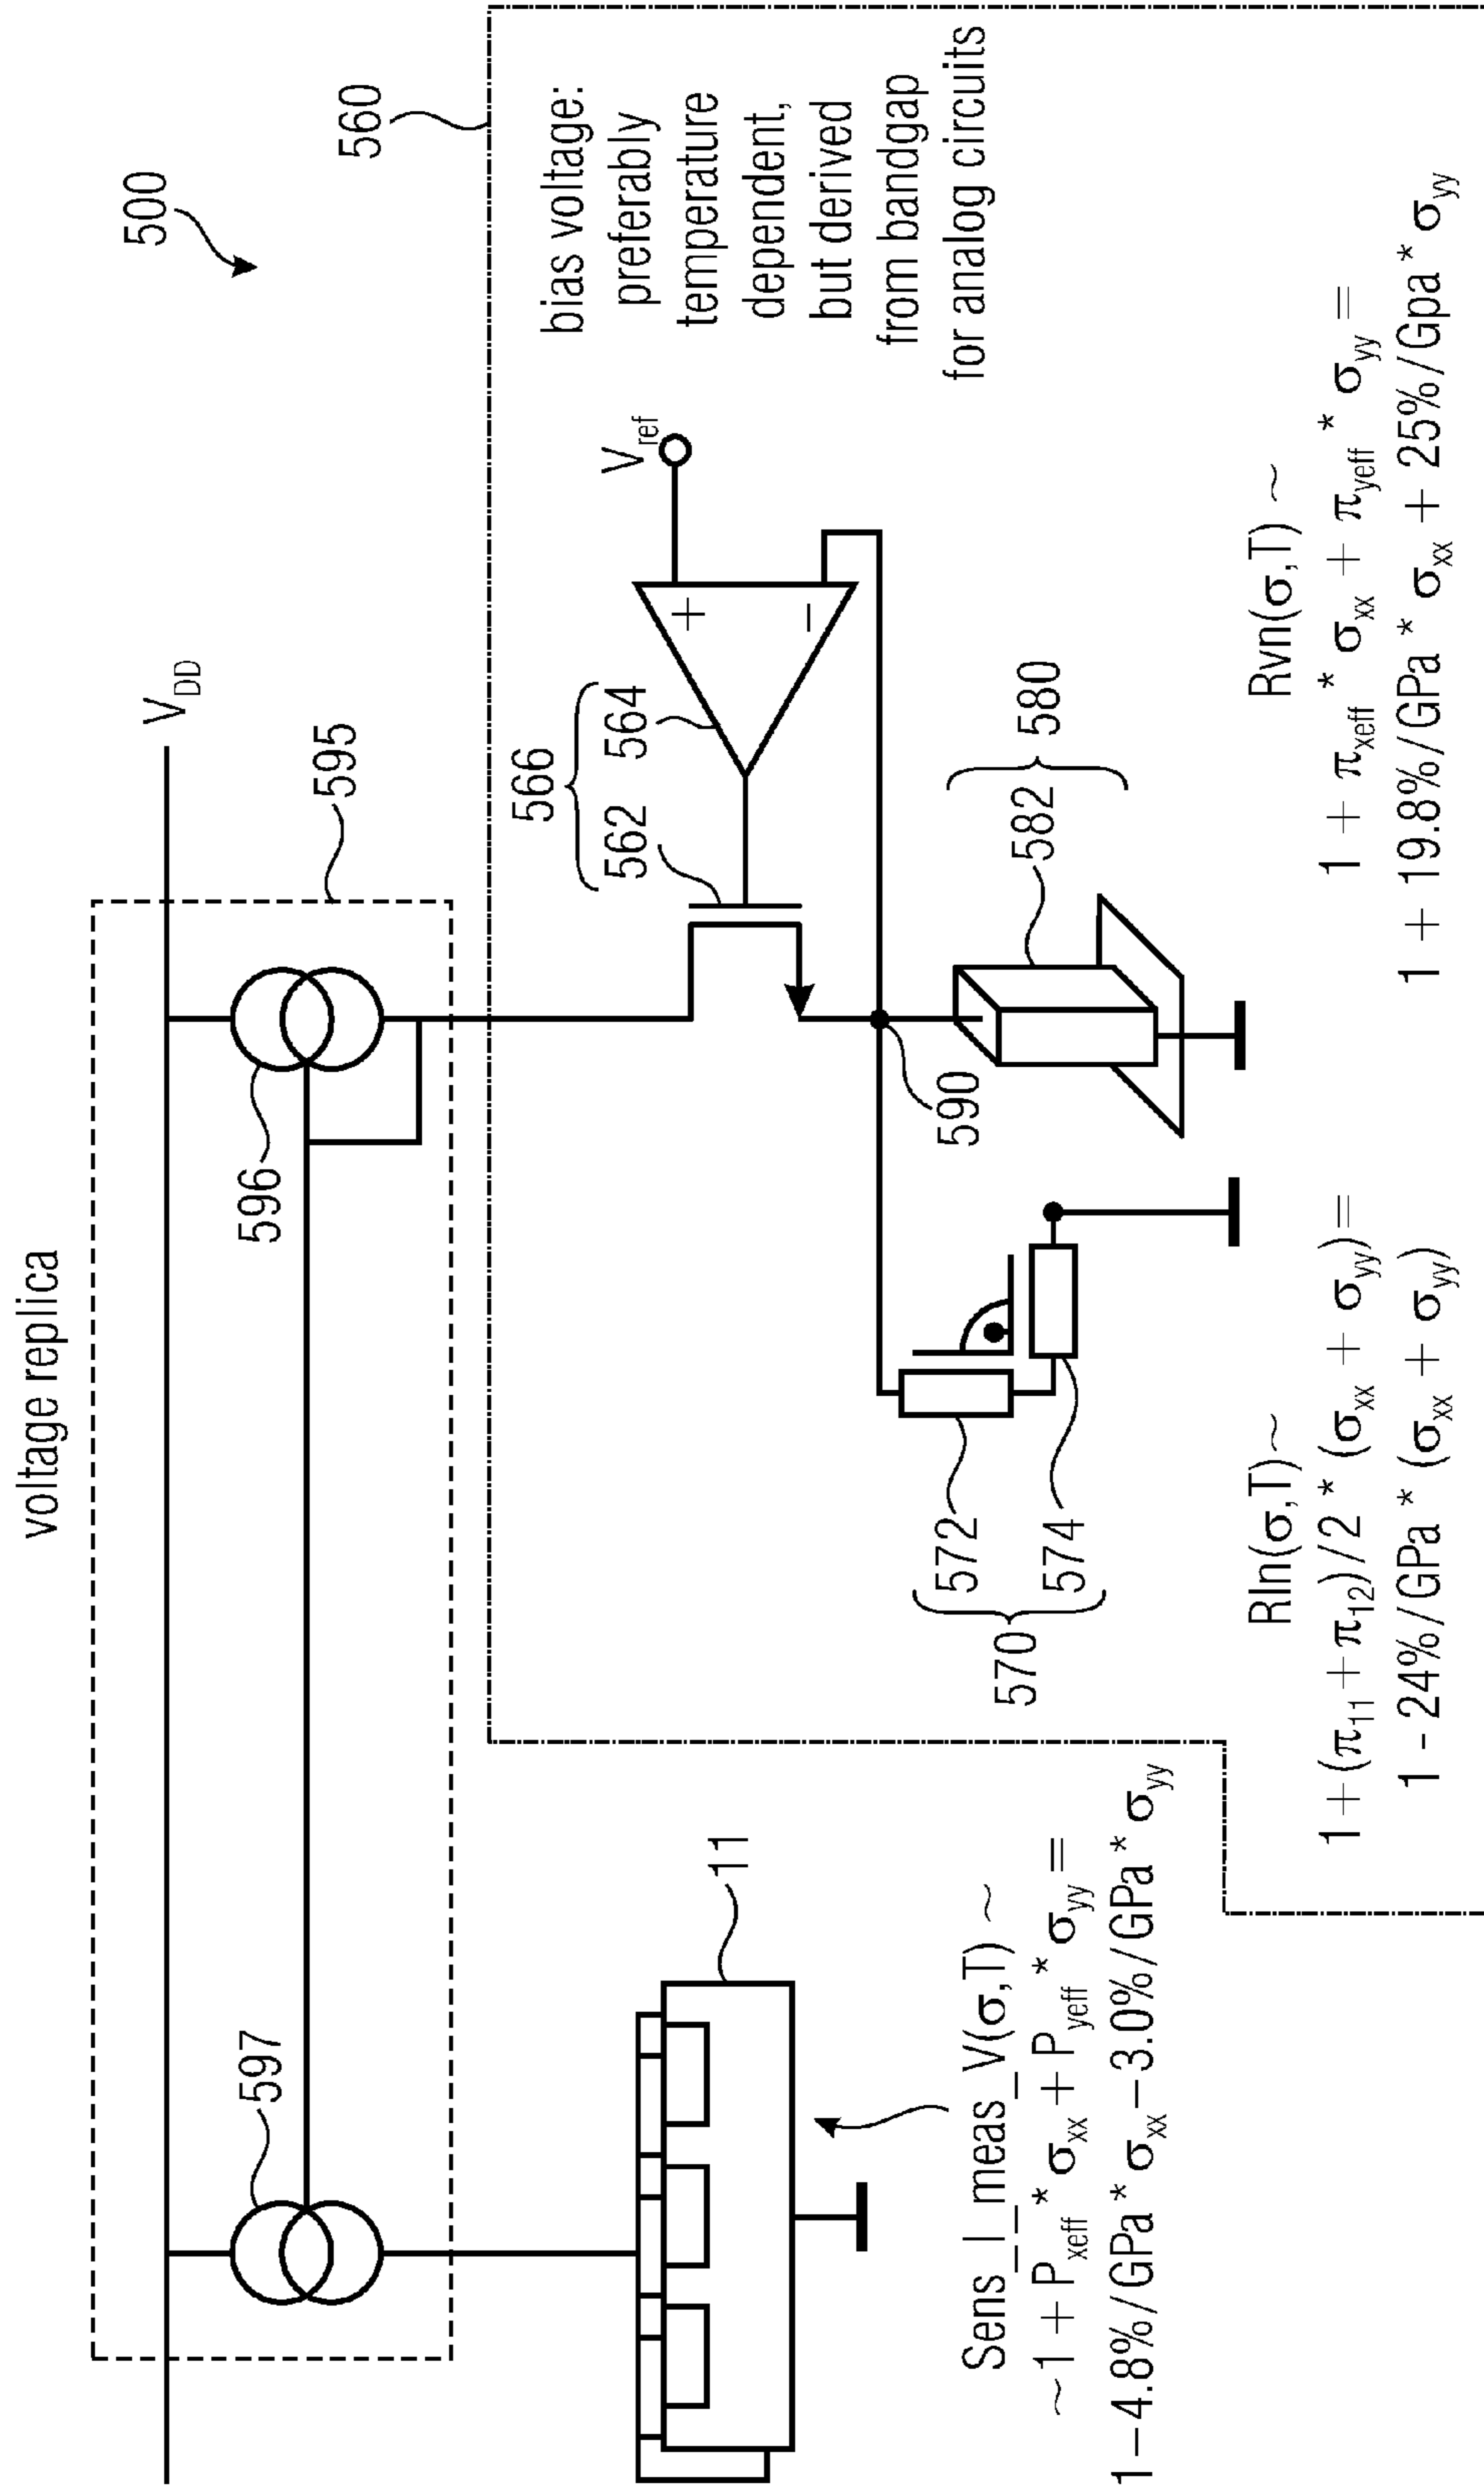 500
voltage replica
V_DD
595
596
597
560
bias voltage:
preferably
temperature
dependent,
but derived
from bandgap
for analog circuits
V_ref
566
562 564
+
−
590
582
580
572
574
570
11
Sens_I_meas_V(σ,T) ~
~1 + P_xeff * σ_xx + P_yeff * σ_yy =
1−4.8%/GPa * σ_xx −3.0%/GPa * σ_yy
Rln(σ,T)~
1+(π_11+π_12)/2 * (σ_xx + σ_yy)=
1 - 24%/GPa * (σ_xx + σ_yy)
Rvn(σ,T) ~
1 + π_xeff * σ_xx + π_yeff * σ_yy =
1 + 19.8%/GPa * σ_xx + 25%/Gpa * σ_yy